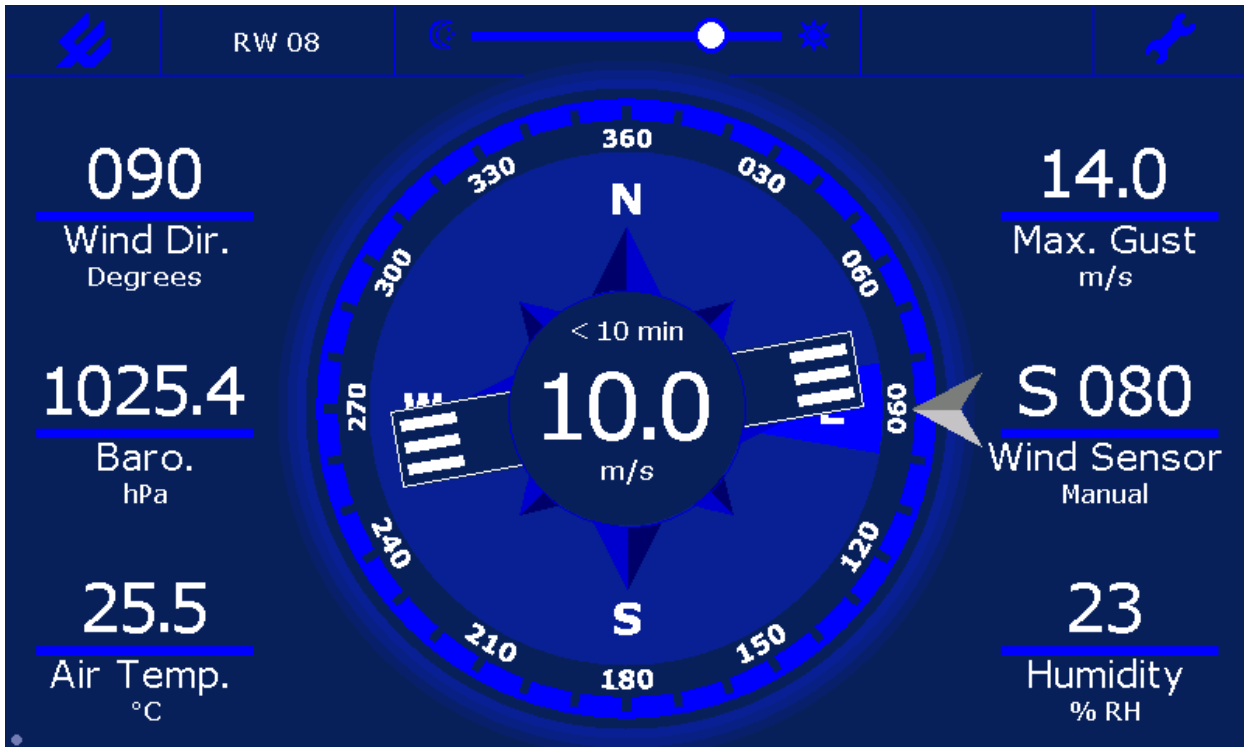 RW 08
090
Wind Dir.
Degrees
1025.4
Baro.
hPa
25.5
Air Temp.
°C
360
030
060
090
120
150
180
210
240
270
300
330
N
S
< 10 min
10.0
m/s
14.0
Max. Gust
m/s
S 080
Wind Sensor
Manual
23
Humidity
% RH